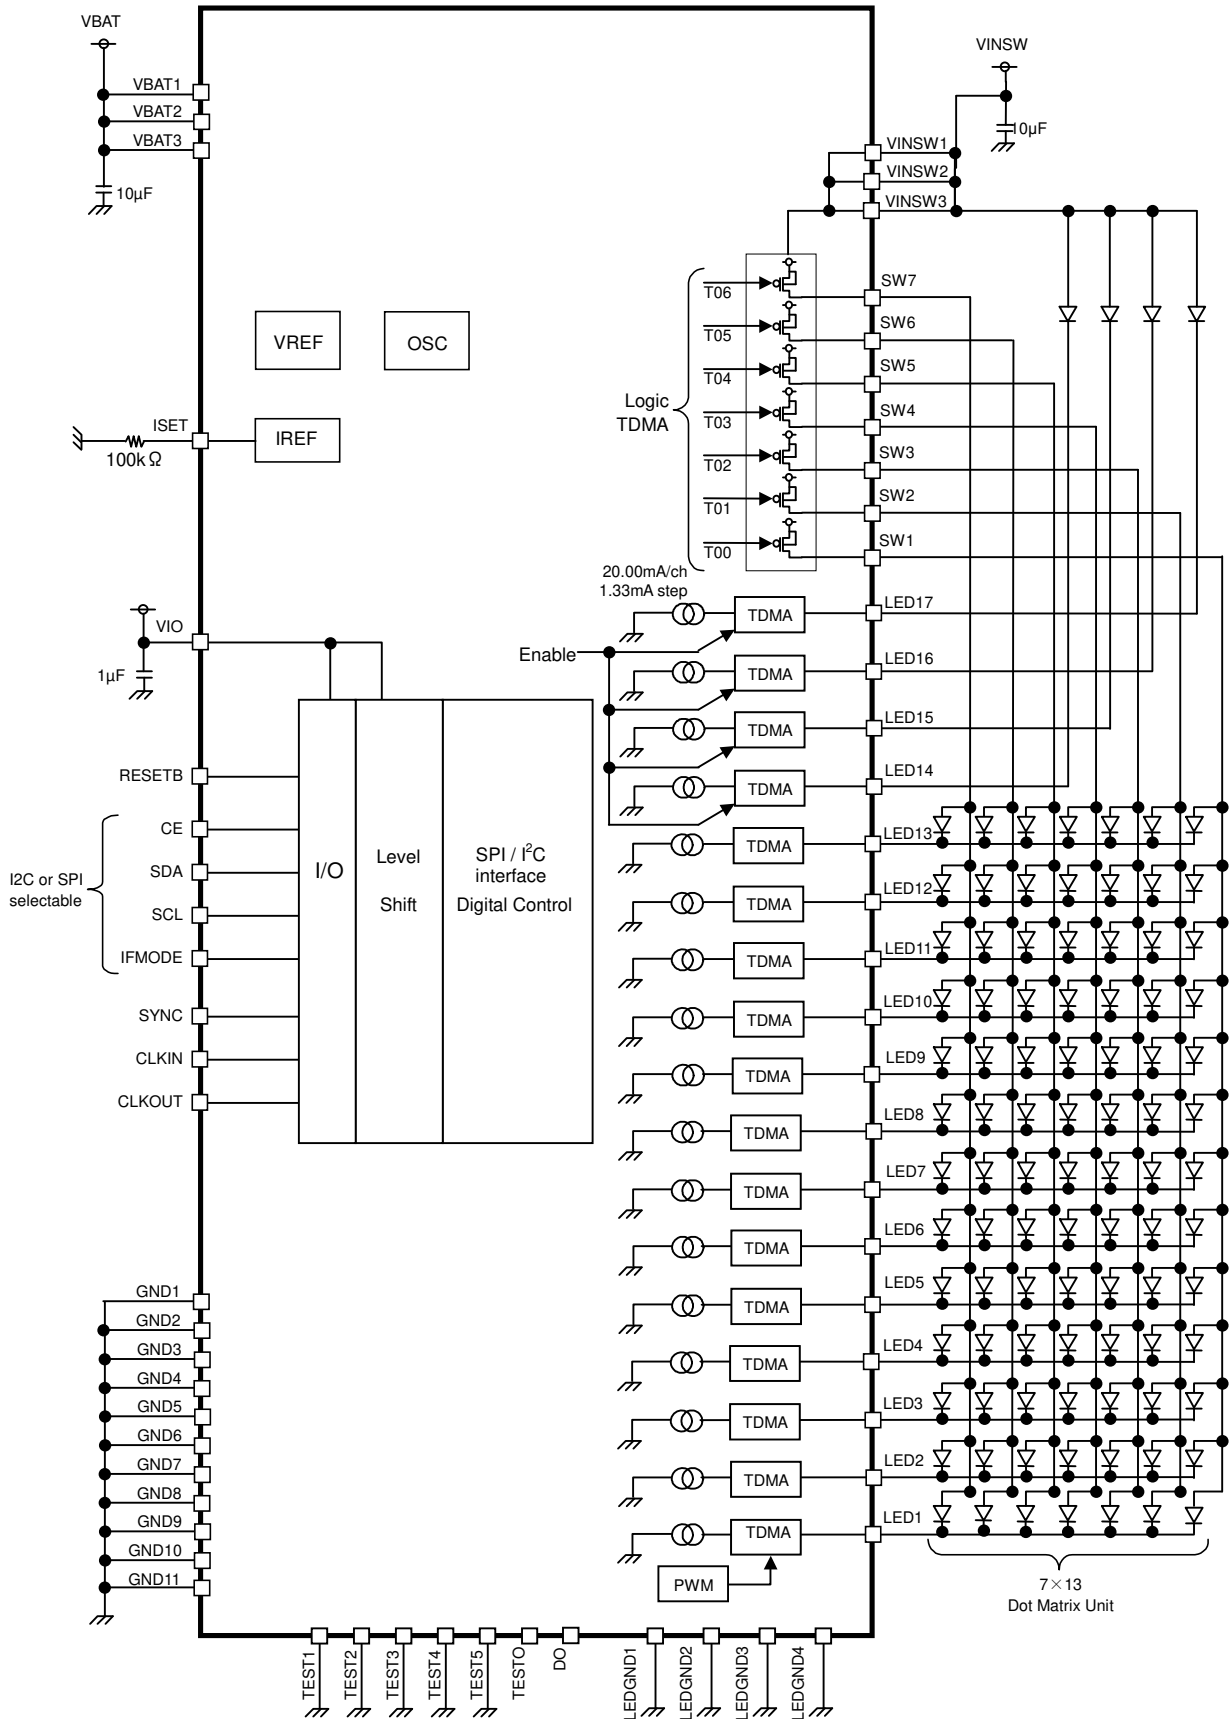 VBAT
VBAT1
VBAT2
VBAT3
10µF
VINSW
10µF
VINSW1
VINSW2
VINSW3
VREF
OSC
ISET
100kΩ
IREF
Logic
TDMA
T06
T05
T04
T03
T02
T01
T00
SW7
SW6
SW5
SW4
SW3
SW2
SW1
20.00mA/ch
1.33mA step
VIO
1µF
Enable
TDMA
LED17
TDMA
LED16
TDMA
LED15
TDMA
LED14
TDMA
LED13
TDMA
LED12
TDMA
LED11
TDMA
LED10
TDMA
LED9
TDMA
LED8
TDMA
LED7
TDMA
LED6
TDMA
LED5
TDMA
LED4
TDMA
LED3
TDMA
LED2
TDMA
LED1
PWM
RESETB
I2C or SPI
selectable
CE
SDA
SCL
IFMODE
SYNC
CLKIN
CLKOUT
I/O
Level
Shift
SPI / I²C
interface
Digital Control
GND1
GND2
GND3
GND4
GND5
GND6
GND7
GND8
GND9
GND10
GND11
7×13
Dot Matrix Unit
TEST1
TEST2
TEST3
TEST4
TEST5
TESTO
DO
LEDGND1
LEDGND2
LEDGND3
LEDGND4